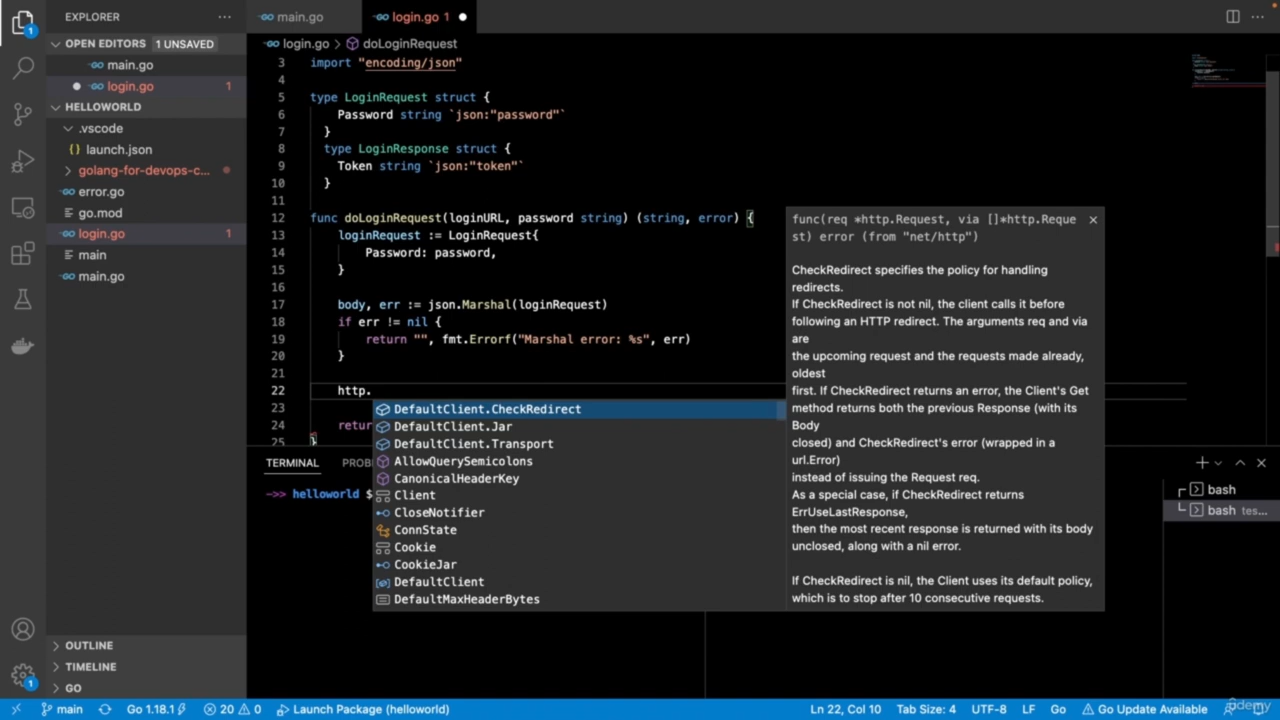 EXPLORER
OPEN EDITORS 1 UNSAVED
main.go
login.go 1
HELLOWORLD
.vscode
{} launch.json
golang-for-devops-c...
error.go
go.mod
login.go 1
main
main.go
OUTLINE
TIMELINE
GO
main.go
login.go 1
login.go > doLoginRequest
3 import "encoding/json"
4
5 type LoginRequest struct {
6 Password string `json:"password"`
7 }
8 type LoginResponse struct {
9 Token string `json:"token"`
10 }
11
12 func doLoginRequest(loginURL, password string) (string, error) {
13 loginRequest := LoginRequest{
14 Password: password,
15 }
16
17 body, err := json.Marshal(loginRequest)
18 if err != nil {
19 return "", fmt.Errorf("Marshal error: %s", err)
20 }
21
22 http.
23
24 retur
25 }
DefaultClient.CheckRedirect
DefaultClient.Jar
DefaultClient.Transport
AllowQuerySemicolons
CanonicalHeaderKey
Client
CloseNotifier
ConnState
Cookie
CookieJar
DefaultClient
DefaultMaxHeaderBytes
func(req *http.Request, via []*http.Reque
st) error (from "net/http")
CheckRedirect specifies the policy for handling
redirects.
If CheckRedirect is not nil, the client calls it before
following an HTTP redirect. The arguments req and via
are
the upcoming request and the requests made already,
oldest
first. If CheckRedirect returns an error, the Client's Get
method returns both the previous Response (with its
Body
closed) and CheckRedirect's error (wrapped in a
url.Error)
instead of issuing the Request req.
As a special case, if CheckRedirect returns
ErrUseLastResponse,
then the most recent response is returned with its body
unclosed, along with a nil error.
If CheckRedirect is nil, the Client uses its default policy,
which is to stop after 10 consecutive requests.
TERMINAL PROB
->> helloworld $
bash
bash tes...
1
1
main Go 1.18.1 20 0 Launch Package (helloworld) Ln 22, Col 10 Tab Size: 4 UTF-8 LF Go Go Update Available
udemy